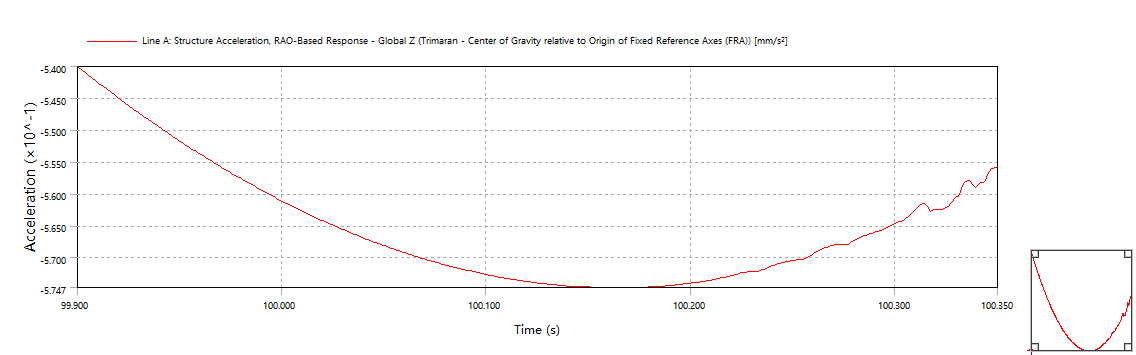 Line A: Structure Acceleration, RAO-Based Response - Global Z (Trimaran - Center of Gravity relative to Origin of Fixed Reference Axes (FRA)) [mm/s²]
Acceleration (×10^-1)
-5.400
-5.450
-5.500
-5.550
-5.600
-5.650
-5.700
-5.747
99.900 100.000 100.100 100.200 100.300 100.350
Time (s)